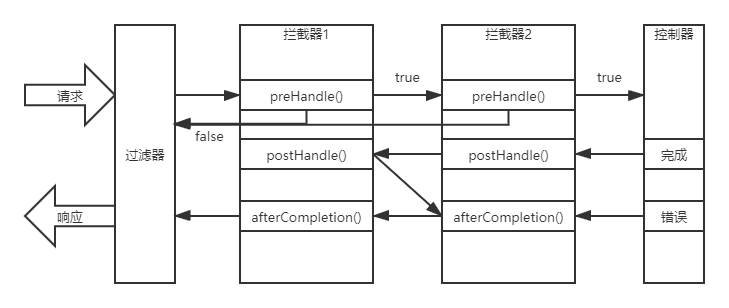 拦截器1
拦截器2
控制器
请求
preHandle()
true
preHandle()
true
false
过滤器
postHandle()
postHandle()
完成
响应
afterCompletion()
afterCompletion()
错误